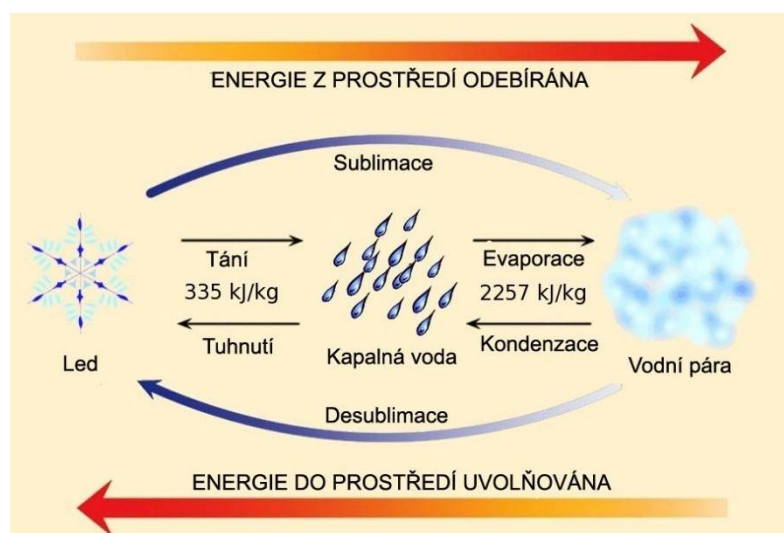 ENERGIE Z PROSTŘEDÍ ODEBÍRÁNA
Sublimace
Tání
335 kJ/kg
Tuhnutí
Evaporace
2257 kJ/kg
Kondenzace
Led
Kapalná voda
Vodní pára
Desublimace
ENERGIE DO PROSTŘEDÍ UVOLŇOVÁNA